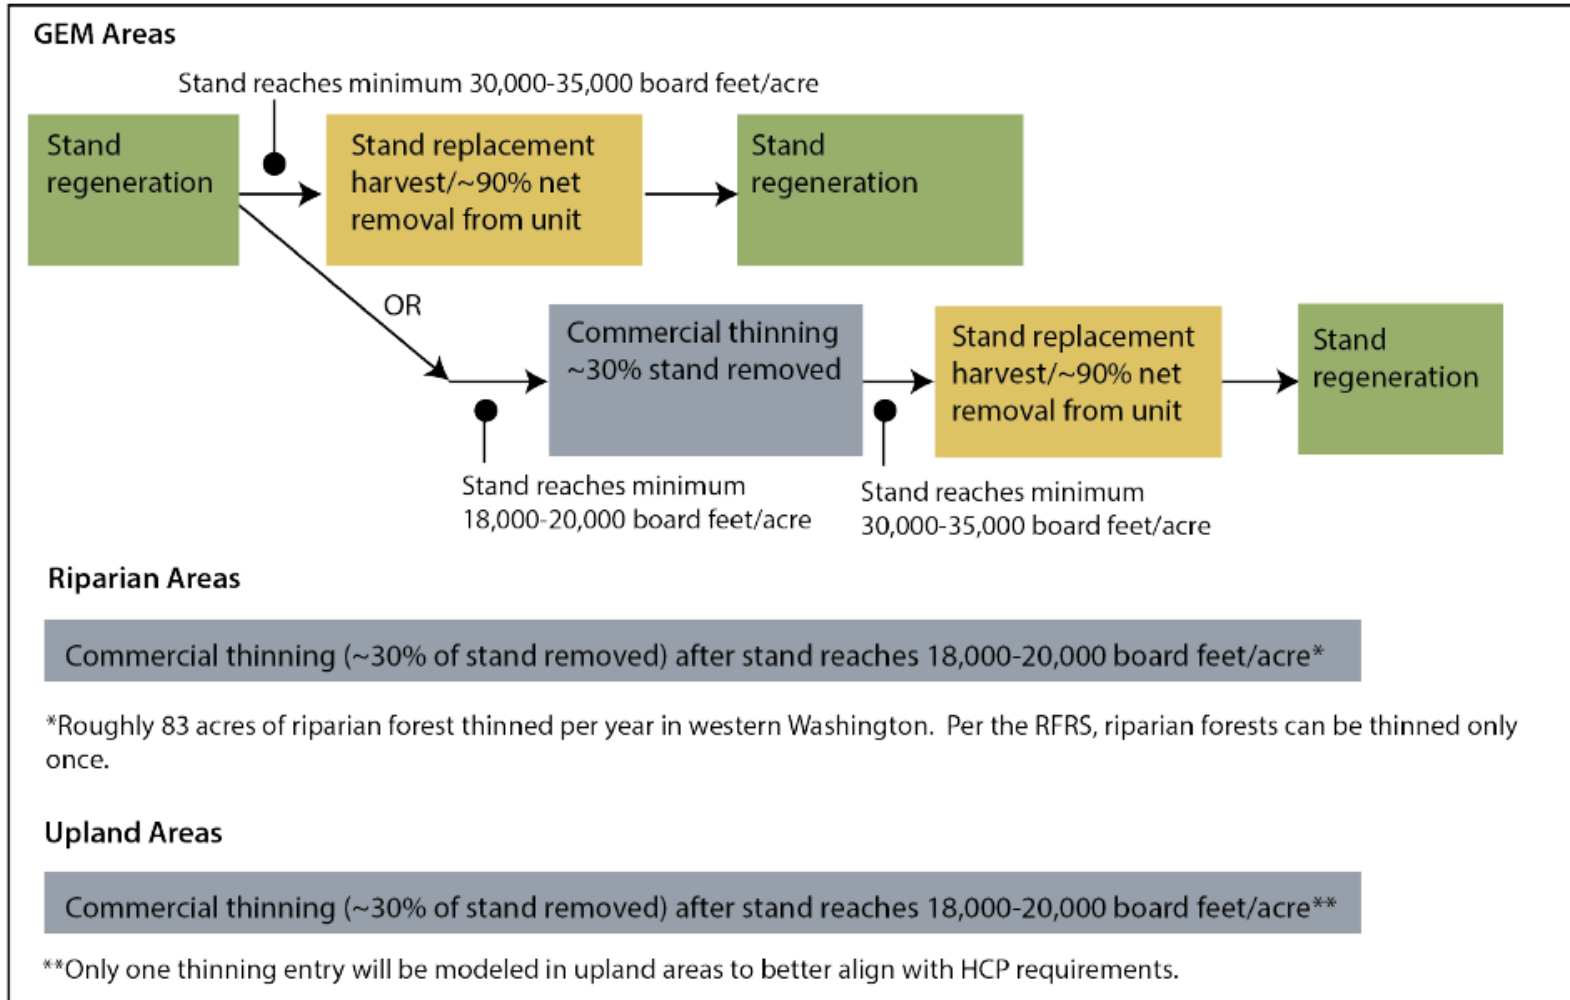 GEM Areas
Stand reaches minimum 30,000-35,000 board feet/acre
Stand
regeneration
Stand replacement
harvest/~90% net
removal from unit
Stand
regeneration
OR
Commercial thinning
~30% stand removed
Stand replacement
harvest/~90% net
removal from unit
Stand
regeneration
Stand reaches minimum
18,000-20,000 board feet/acre
Stand reaches minimum
30,000-35,000 board feet/acre
Riparian Areas
Commercial thinning (~30% of stand removed) after stand reaches 18,000-20,000 board feet/acre*
*Roughly 83 acres of riparian forest thinned per year in western Washington.  Per the RFRS, riparian forests can be thinned only
once.
Upland Areas
Commercial thinning (~30% of stand removed) after stand reaches 18,000-20,000 board feet/acre**
**Only one thinning entry will be modeled in upland areas to better align with HCP requirements.